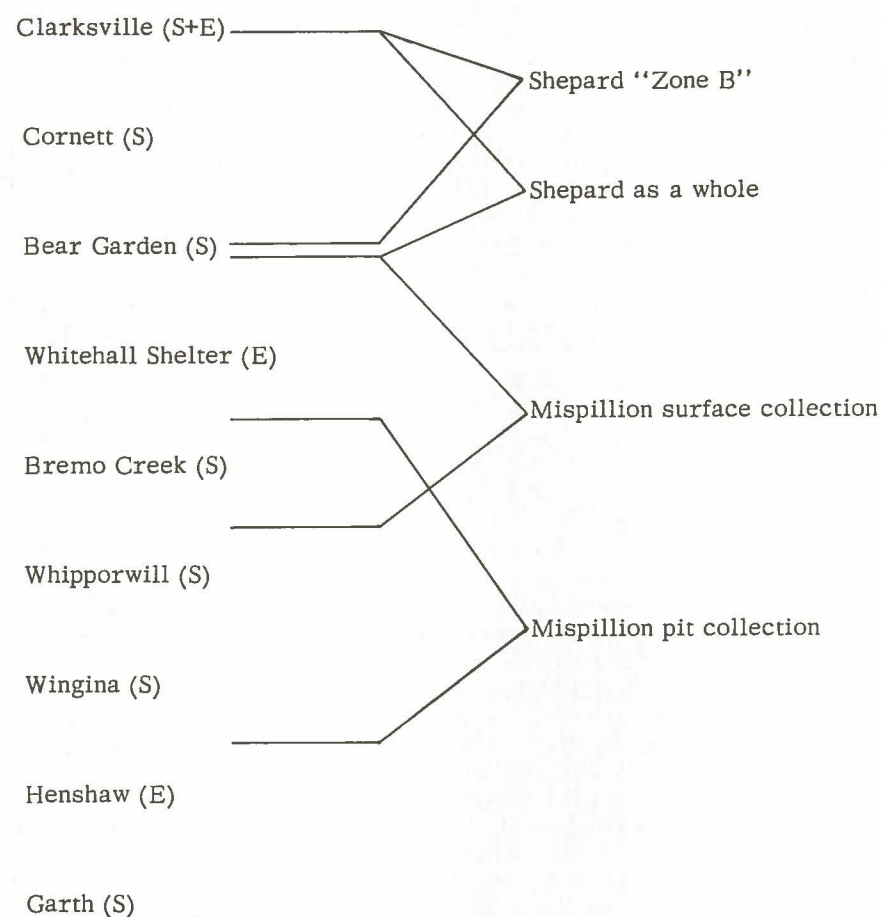 Clarksville (S+E)
Shepard “Zone B”
Cornett (S)
Shepard as a whole
Bear Garden (S)
Whitehall Shelter (E)
Mispillion surface collection
Bremo Creek (S)
Whipporwill (S)
Mispillion pit collection
Wingina (S)
Henshaw (E)
Garth (S)